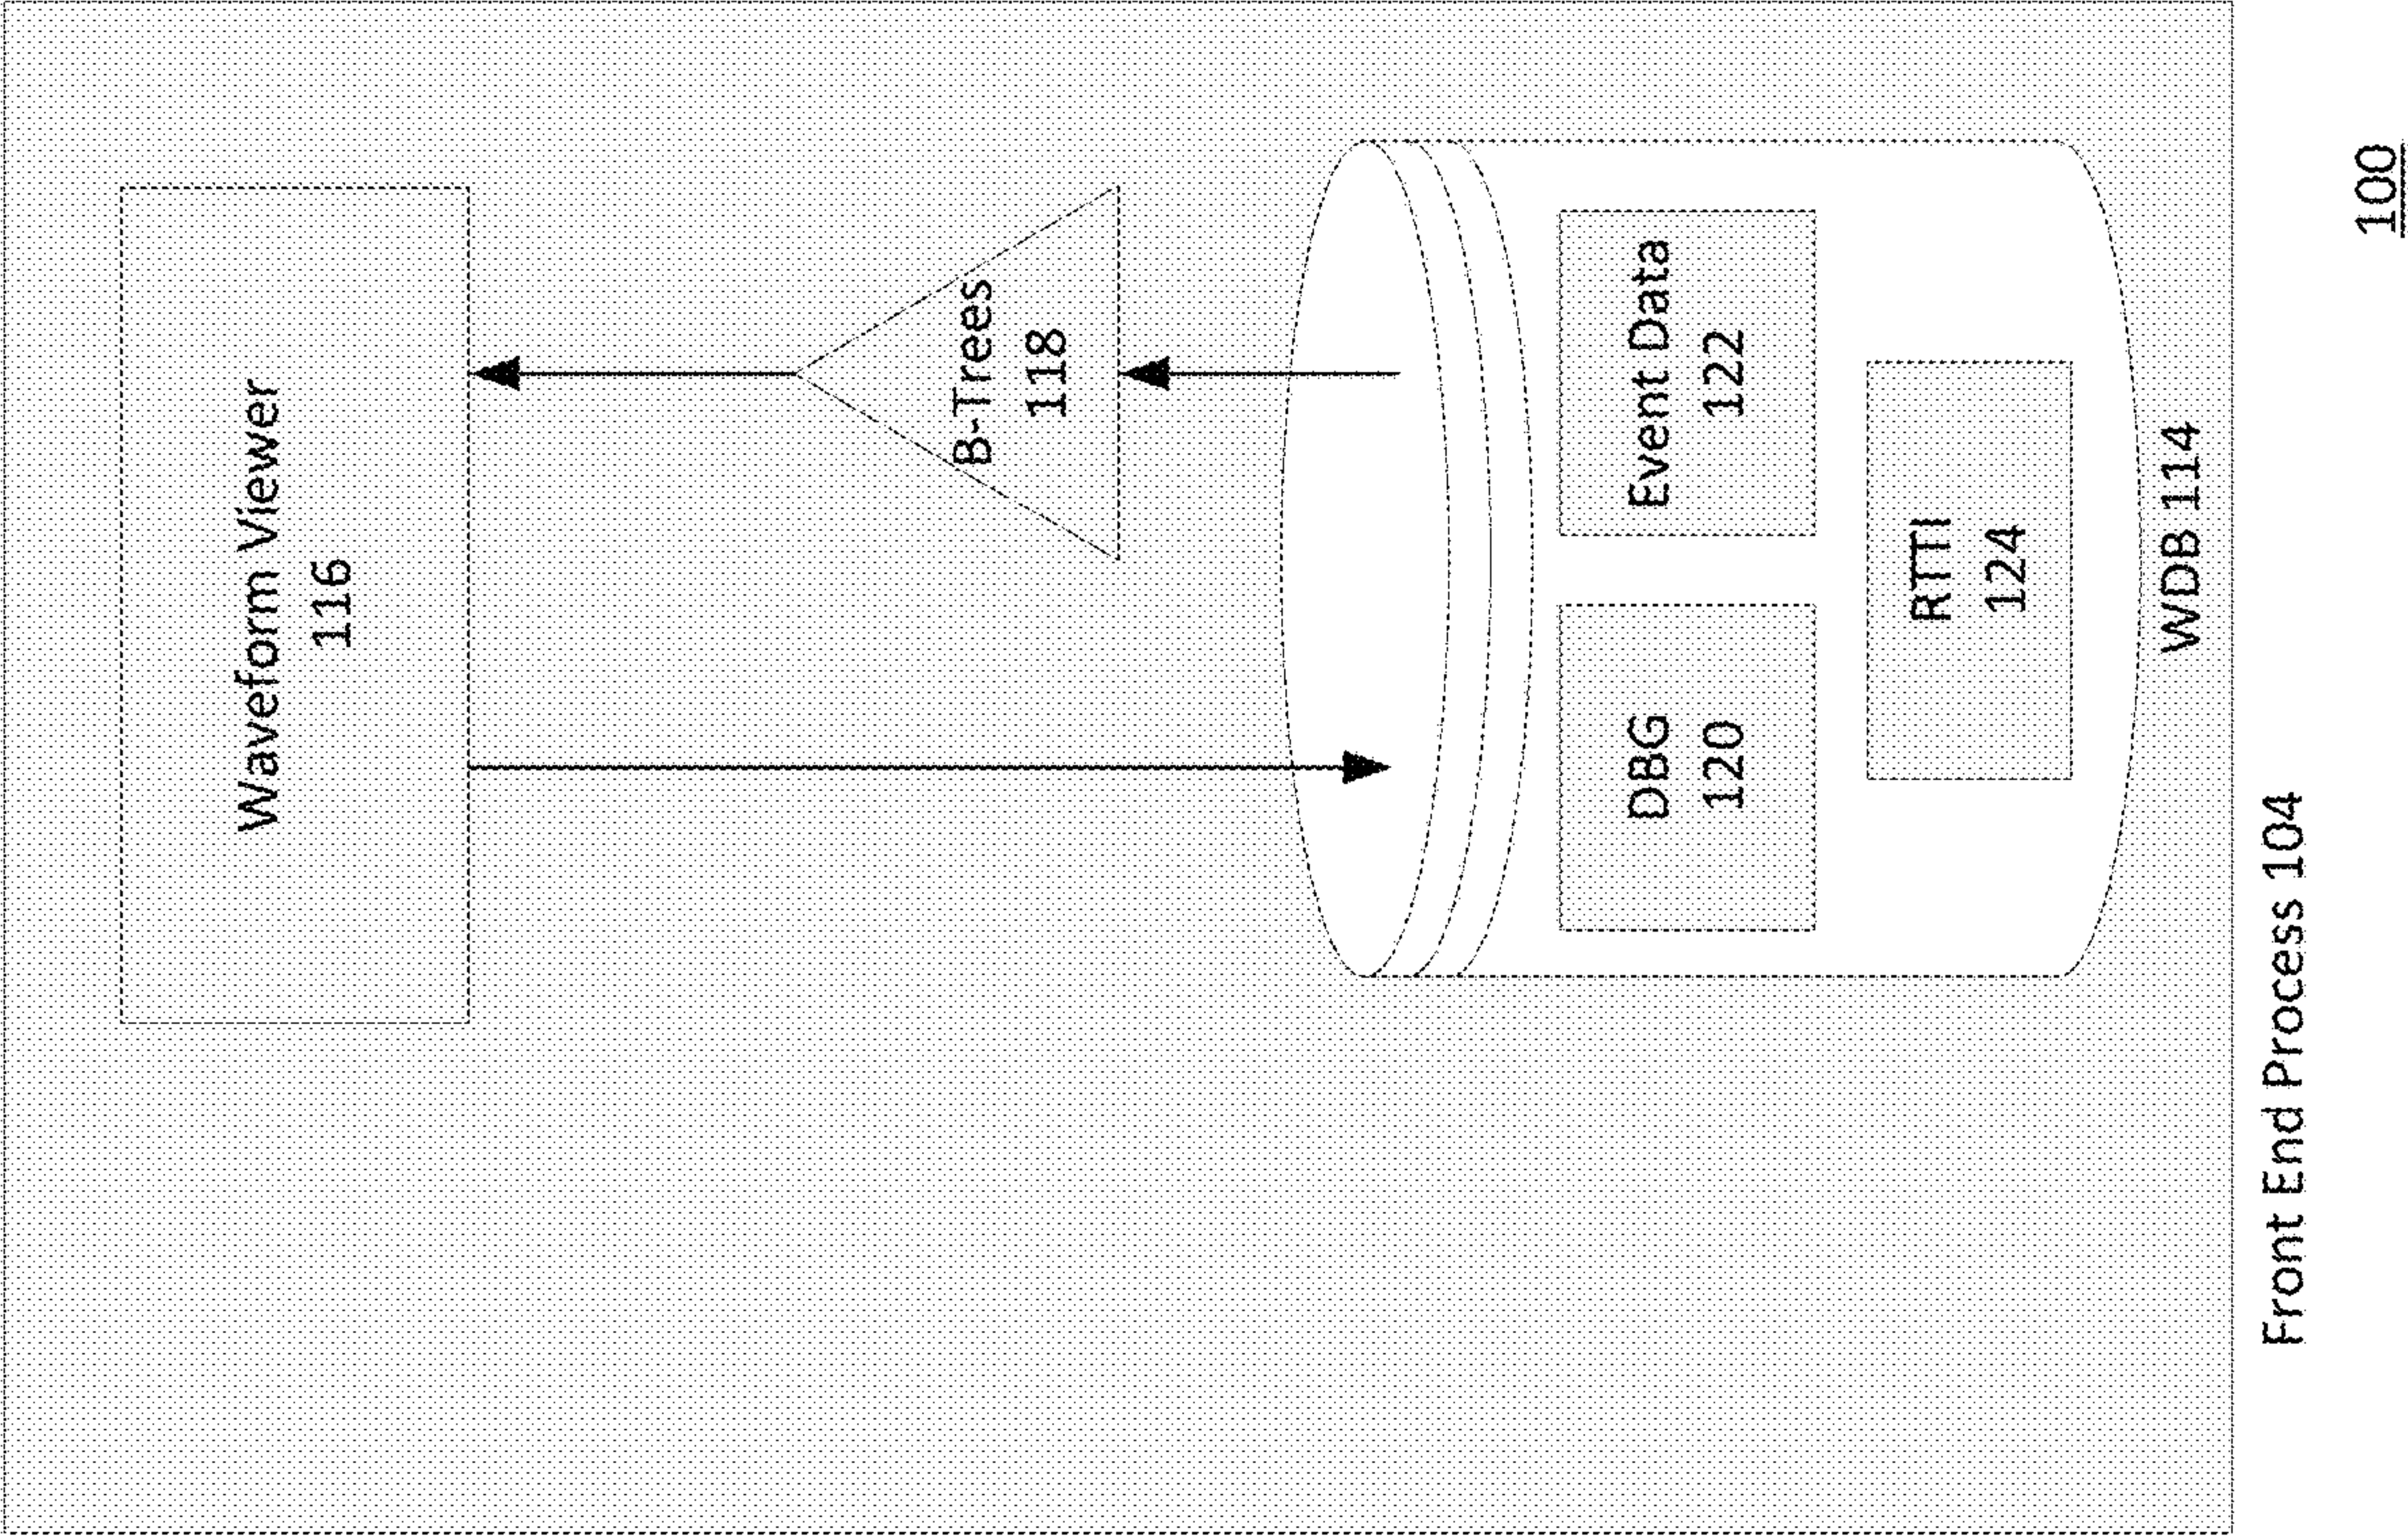 Waveform Viewer
116
B-Trees
118
DBG
120
Event Data
122
RTTI
124
WDB 114
Front End Process 104
100